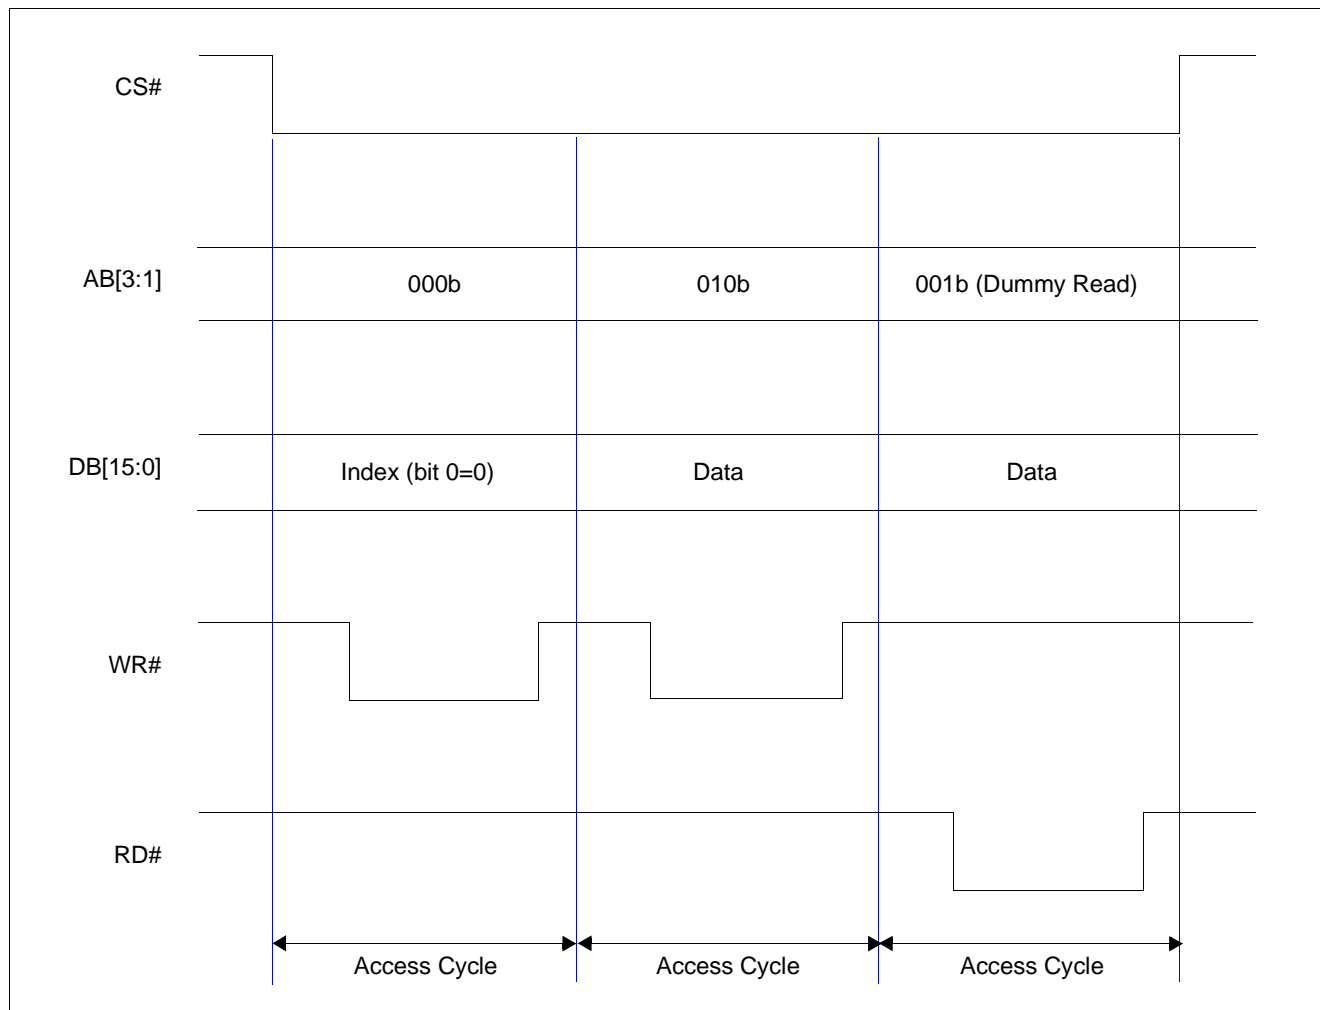 CS#
AB[3:1]
000b
010b
001b (Dummy Read)
DB[15:0]
Index (bit 0=0)
Data
Data
WR#
RD#
Access Cycle
Access Cycle
Access Cycle